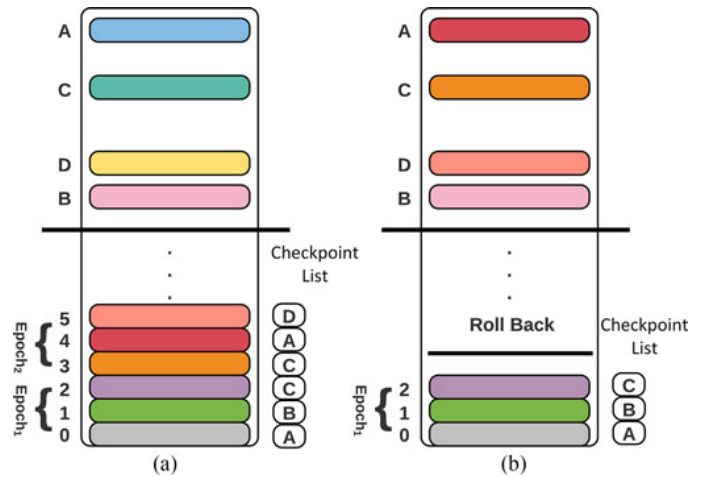 A
C
D
B
Checkpoint
List
5 D
4 A
3 C
2 C
1 B
0 A
Epoch₂
Epoch₁
(a)
A
C
D
B
Roll Back
Checkpoint
List
2 C
1 B
0 A
Epoch₁
(b)